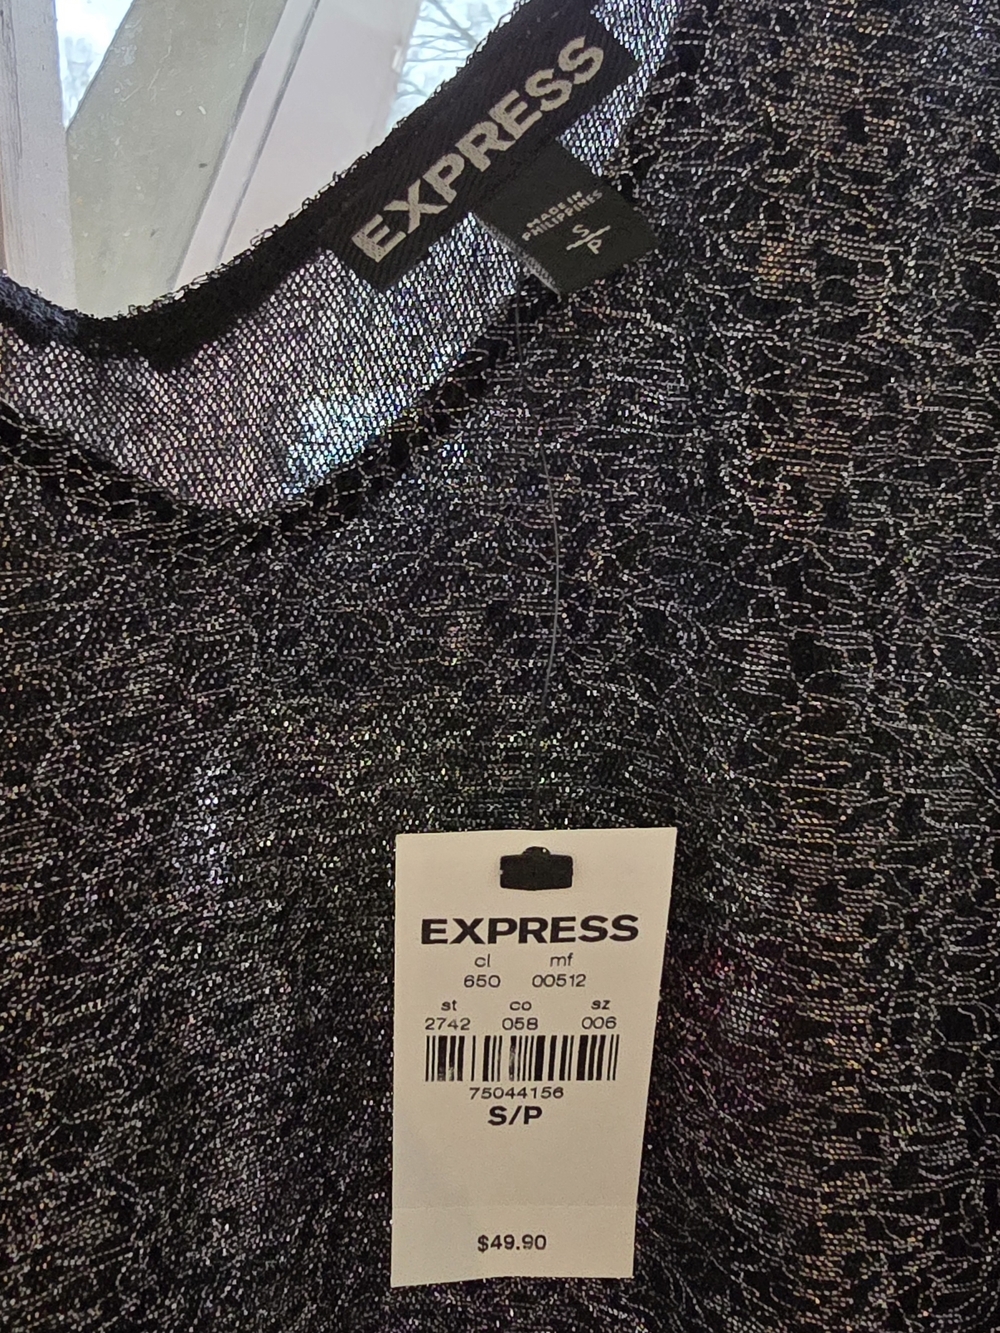 EXPRESS
MADE IN
PHILIPPINES
S/P
EXPRESS
cl mf
650 00512
st co sz
2742 058 006
75044156
S/P
$49.90